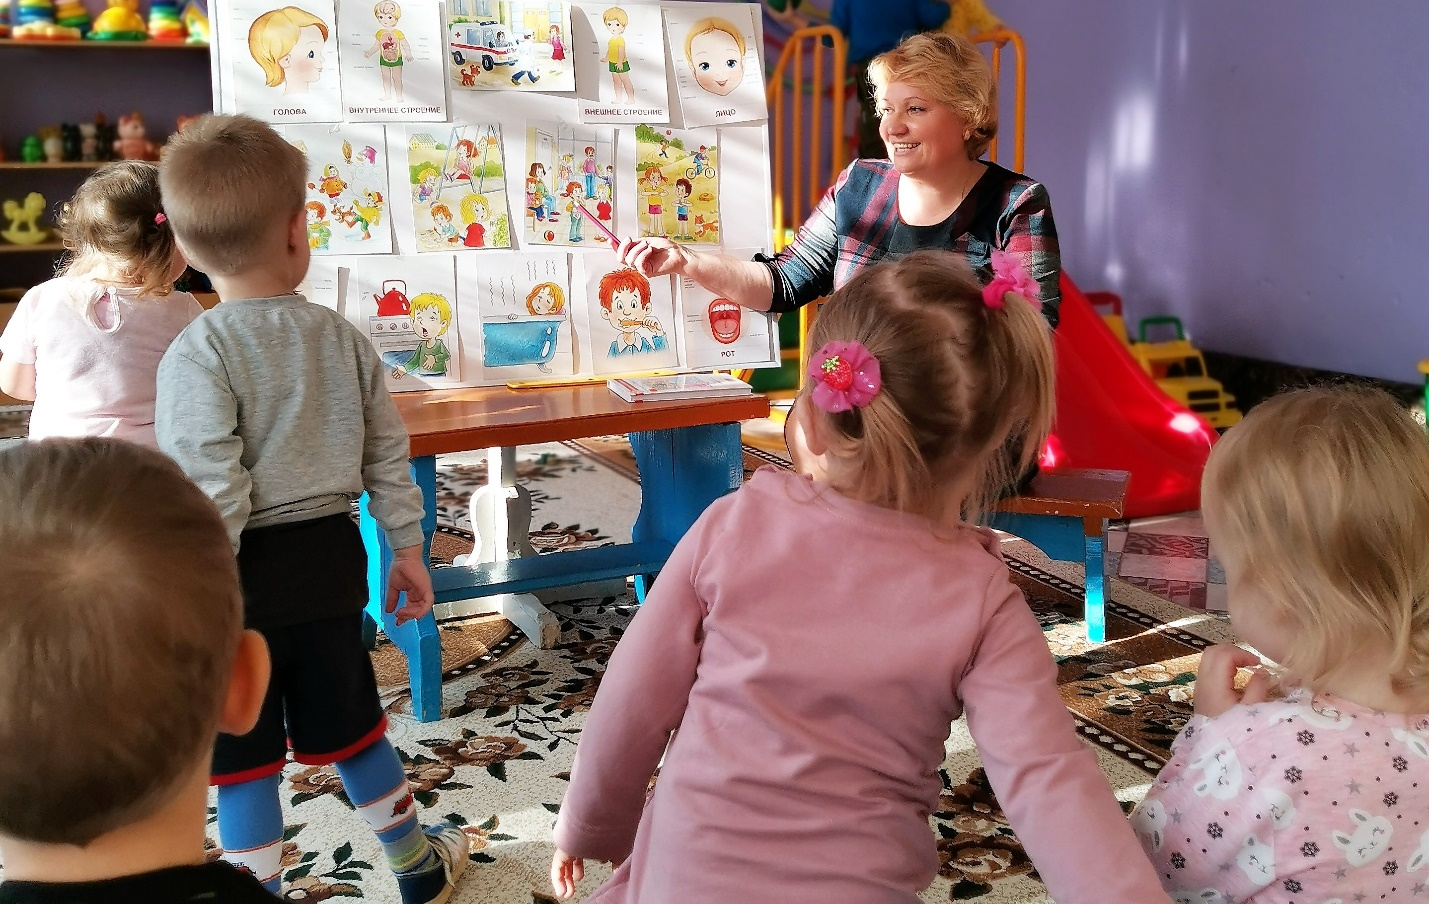 ГОЛОВА
ВНУТРЕННЕЕ СТРОЕНИЕ
ВНЕШНЕЕ СТРОЕНИЕ
ЛИЦО
РОТ